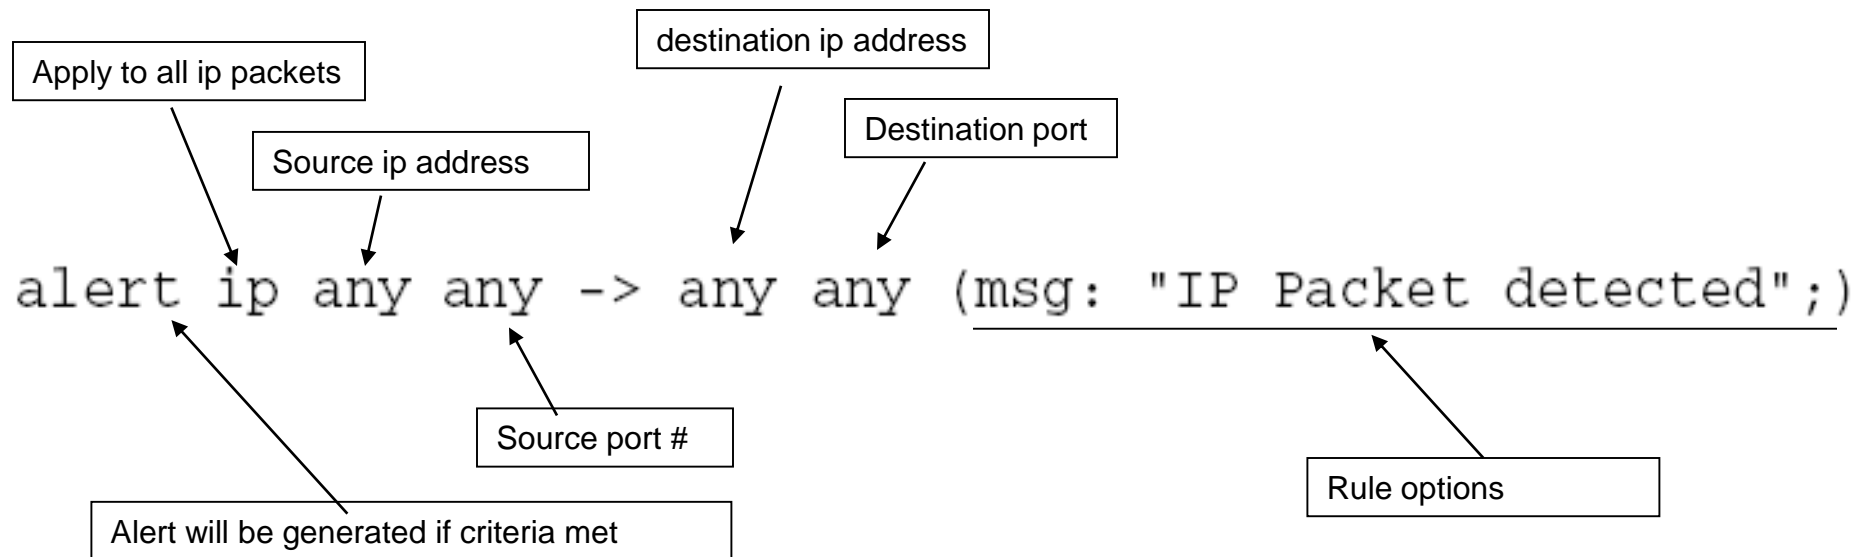 destination ip address
Apply to all ip packets
Destination port
Source ip address
alert ip any any -> any any (msg: "IP Packet detected";)
Source port #
Rule options
Alert will be generated if criteria met